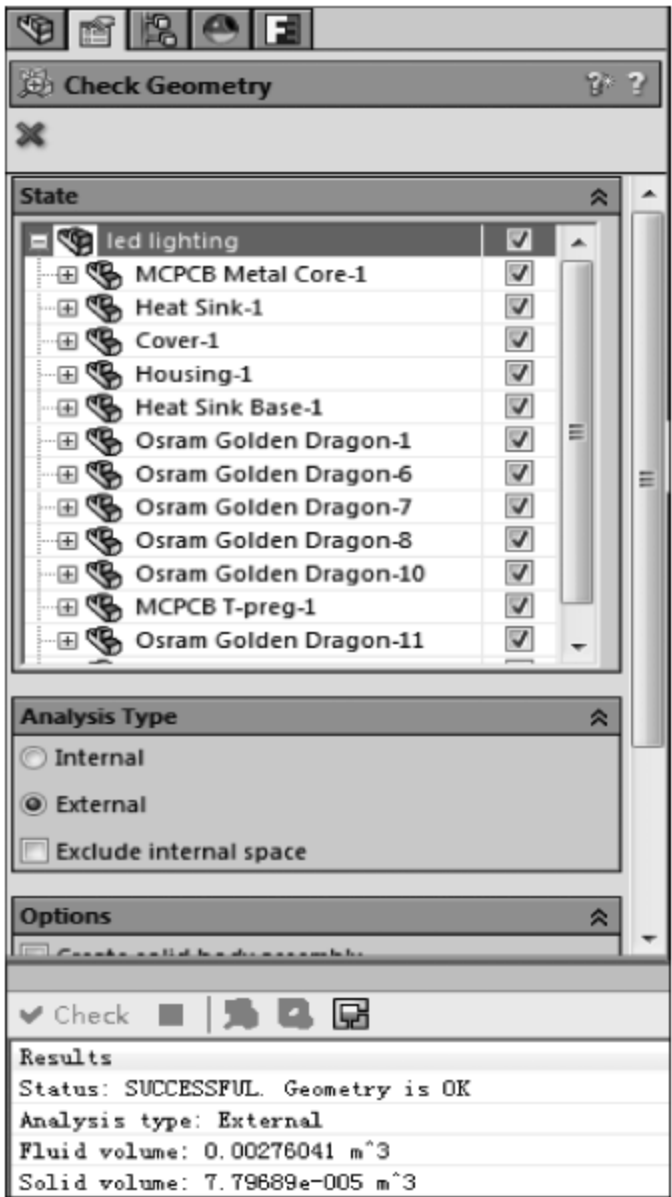 Check Geometry
State
led lighting
MCPCB Metal Core-1
Heat Sink-1
Cover-1
Housing-1
Heat Sink Base-1
Osram Golden Dragon-1
Osram Golden Dragon-6
Osram Golden Dragon-7
Osram Golden Dragon-8
Osram Golden Dragon-10
MCPCB T-preg-1
Osram Golden Dragon-11
Analysis Type
Internal
External
Exclude internal space
Options
Create solid body assembly
Check
Results
Status: SUCCESSFUL. Geometry is OK
Analysis type: External
Fluid volume: 0.00276041 m^3
Solid volume: 7.79689e-005 m^3